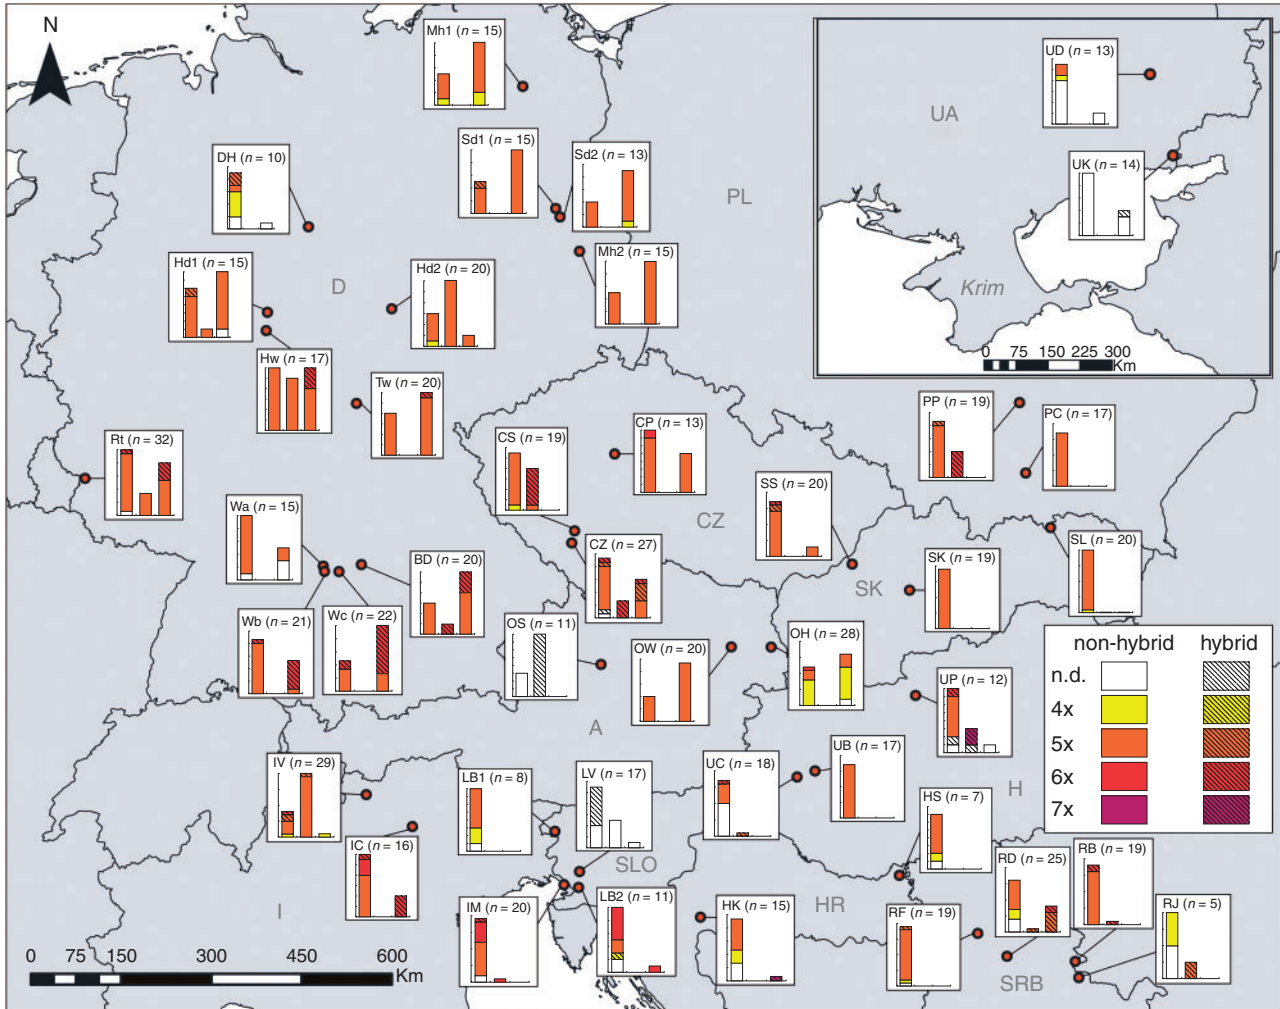 N
Mh1 (n = 15)
UD (n = 13)
UA
Sd1 (n = 15)
Sd2 (n = 13)
DH (n = 10)
UK (n = 14)
PL
Hd1 (n = 15)
Hd2 (n = 20)
Mh2 (n = 15)
D
Krim
0 75 150 225 300
Km
Hw (n = 17)
Tw (n = 20)
PP (n = 19)
PC (n = 17)
CP (n = 13)
Rt (n = 32)
CS (n = 19)
SS (n = 20)
Wa (n = 15)
CZ
CZ (n = 27)
SL (n = 20)
BD (n = 20)
SK (n = 19)
SK
Wb (n = 21)
Wc (n = 22)
OS (n = 11)
OW (n = 20)
OH (n = 28)
non-hybrid hybrid
n.d.
4x
5x
6x
7x
UP (n = 12)
A
IV (n = 29)
LB1 (n = 8)
LV (n = 17)
UC (n = 18)
UB (n = 17)
H
HS (n = 7)
IC (n = 16)
SLO
RD (n = 25)
RB (n = 19)
I
IM (n = 20)
LB2 (n = 11)
HK (n = 15)
HR
RF (n = 19)
RJ (n = 5)
0 75 150 300 450 600
Km
SRB